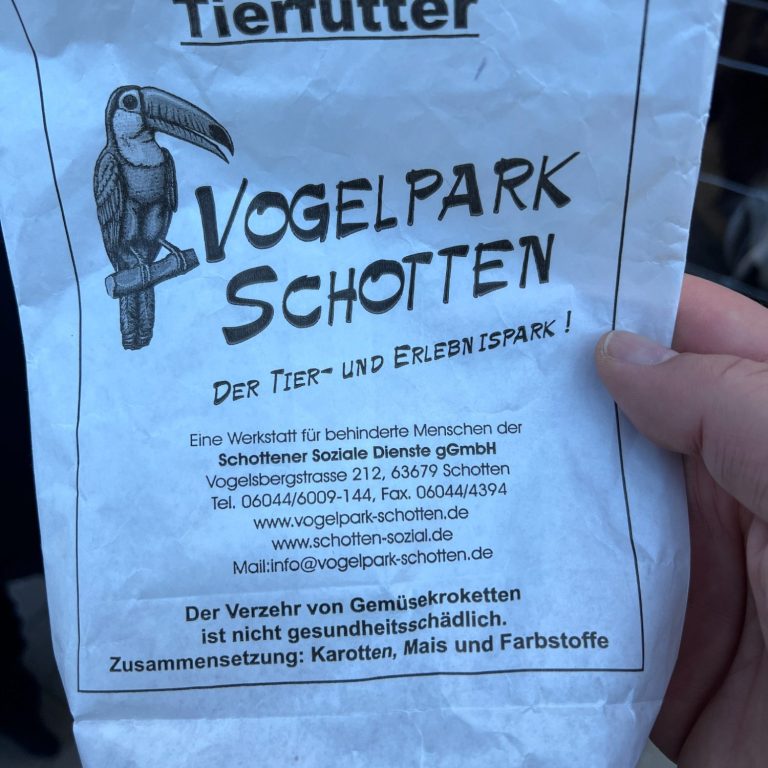 Tierfutter
VOGELPARK
SCHOTTEN
DER TIER- UND ERLEBNISPARK !
Eine Werkstatt für behinderte Menschen der
Schottener Soziale Dienste gGmbH
Vogelsbergstrasse 212, 63679 Schotten
Tel. 06044/6009-144, Fax. 06044/4394
www.vogelpark-schotten.de
www.schotten-sozial.de
Mail:info@vogelpark-schotten.de
Der Verzehr von Gemüsekroketten
ist nicht gesundheitsschädlich.
Zusammensetzung: Karotten, Mais und Farbstoffe